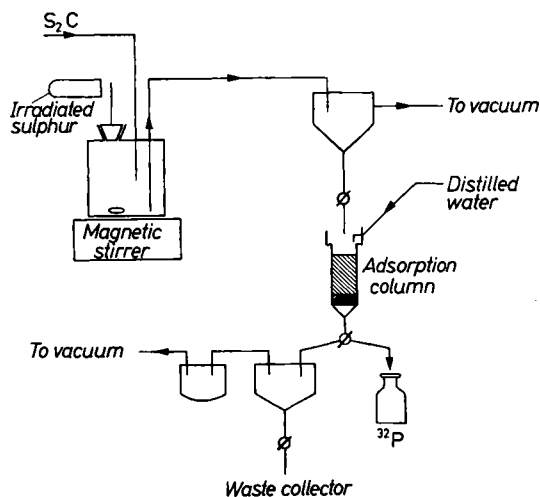 S₂C
Irradiated
sulphur
To vacuum
Distilled
water
Magnetic
stirrer
Adsorption
column
To vacuum
³²P
Waste collector